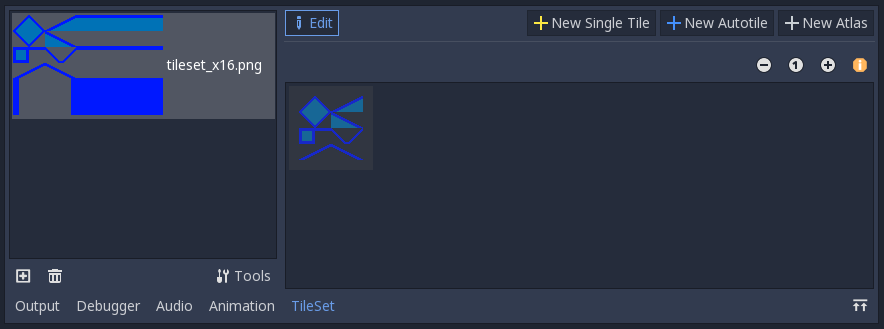 Edit
New Single Tile
New Autotile
New Atlas
tileset_x16.png
1
Tools
Output
Debugger
Audio
Animation
TileSet